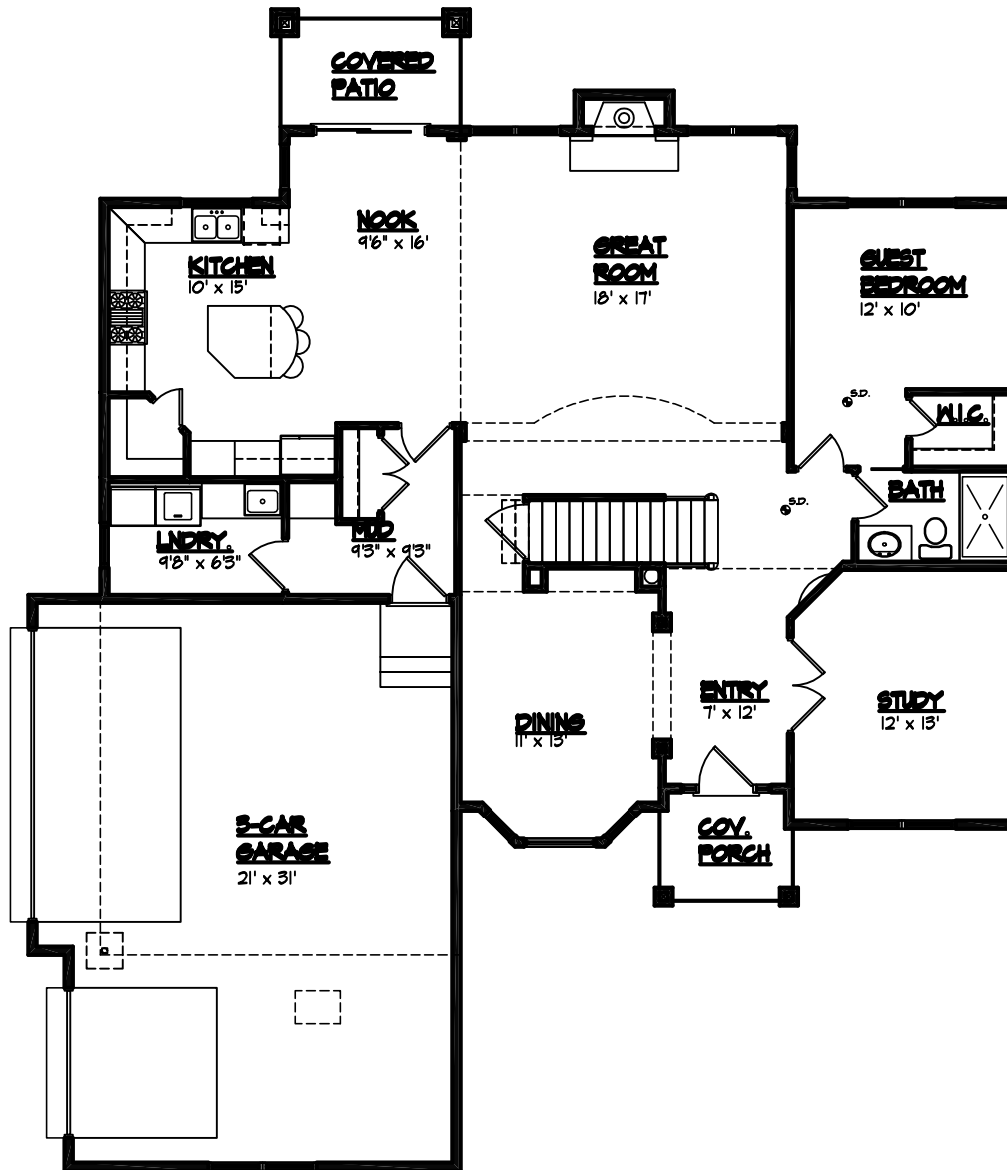 COVERED
PATIO
NOOK
9'6" x 16'
KITCHEN
10' x 15'
GREAT
ROOM
18' x 17'
GUEST
BEDROOM
12' x 10'
S.D.
W.I.C.
BATH
S.D.
LNDRY.
9'8" x 6'3"
MUD
9'3" x 9'3"
ENTRY
7' x 12'
STUDY
12' x 13'
DINING
11' x 13'
3-CAR
GARAGE
21' x 31'
COV.
PORCH